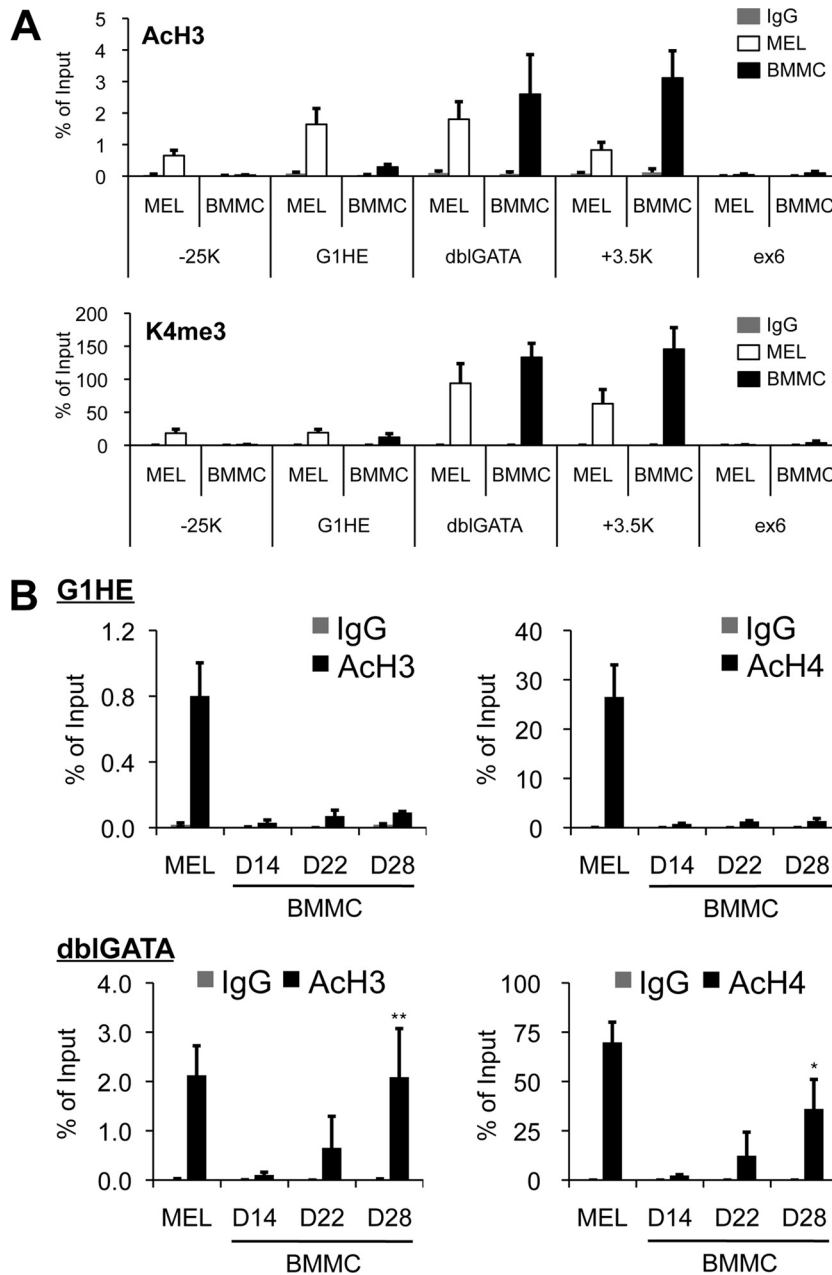 A
AcH3
IgG
MEL
BMMC
% of Input
5
4
3
2
1
0
MEL BMMC MEL BMMC MEL BMMC MEL BMMC MEL BMMC
-25K G1HE dblGATA +3.5K ex6
K4me3
IgG
MEL
BMMC
% of Input
200
150
100
50
0
MEL BMMC MEL BMMC MEL BMMC MEL BMMC MEL BMMC
-25K G1HE dblGATA +3.5K ex6
B
G1HE
IgG
AcH3
% of Input
1.2
0.8
0.4
0.0
MEL D14 D22 D28
BMMC
IgG
AcH4
% of Input
40
30
20
10
0
MEL D14 D22 D28
BMMC
dblGATA
IgG AcH3
% of Input
4.0
3.0
2.0
1.0
0.0
**
MEL D14 D22 D28
BMMC
IgG AcH4
% of Input
100
75
50
25
0
*
MEL D14 D22 D28
BMMC